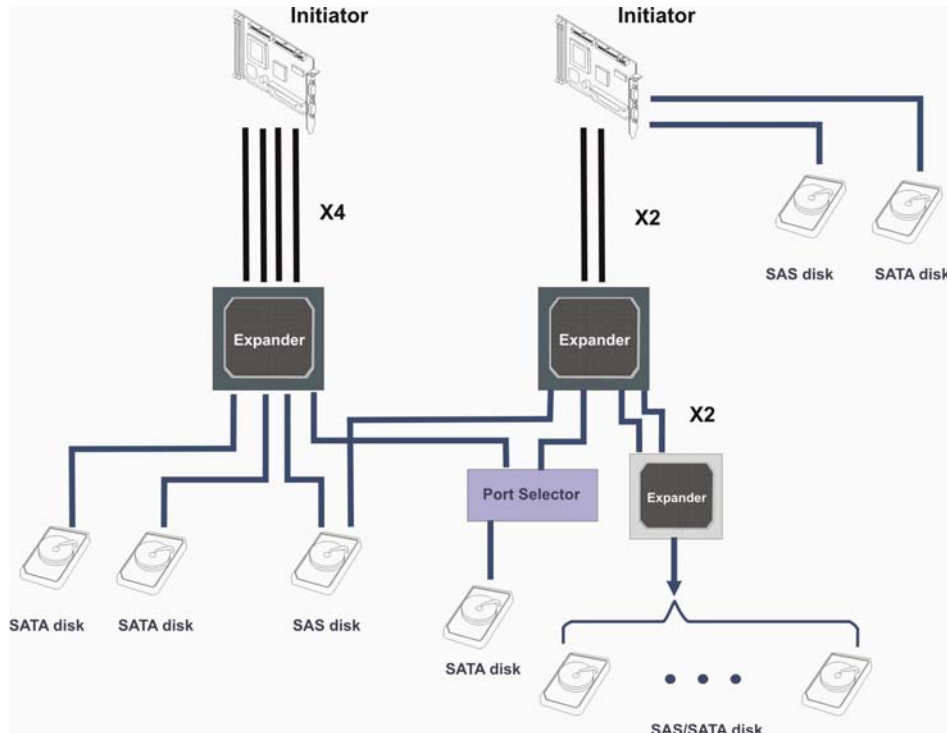 Initiator
Initiator
X4
X2
SAS disk
SATA disk
Expander
Expander
X2
Port Selector
Expander
SATA disk
SATA disk
SAS disk
SATA disk
SAS/SATA disk